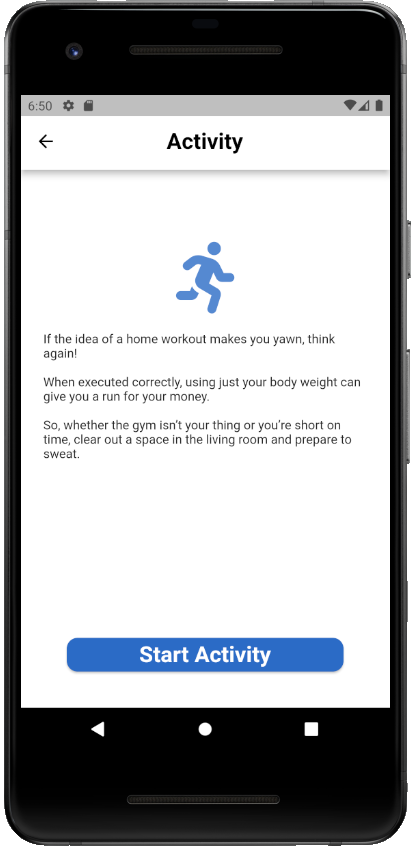 6:50
Activity
If the idea of a home workout makes you yawn, think
again!
When executed correctly, using just your body weight can
give you a run for your money.
So, whether the gym isn’t your thing or you’re short on
time, clear out a space in the living room and prepare to
sweat.
Start Activity